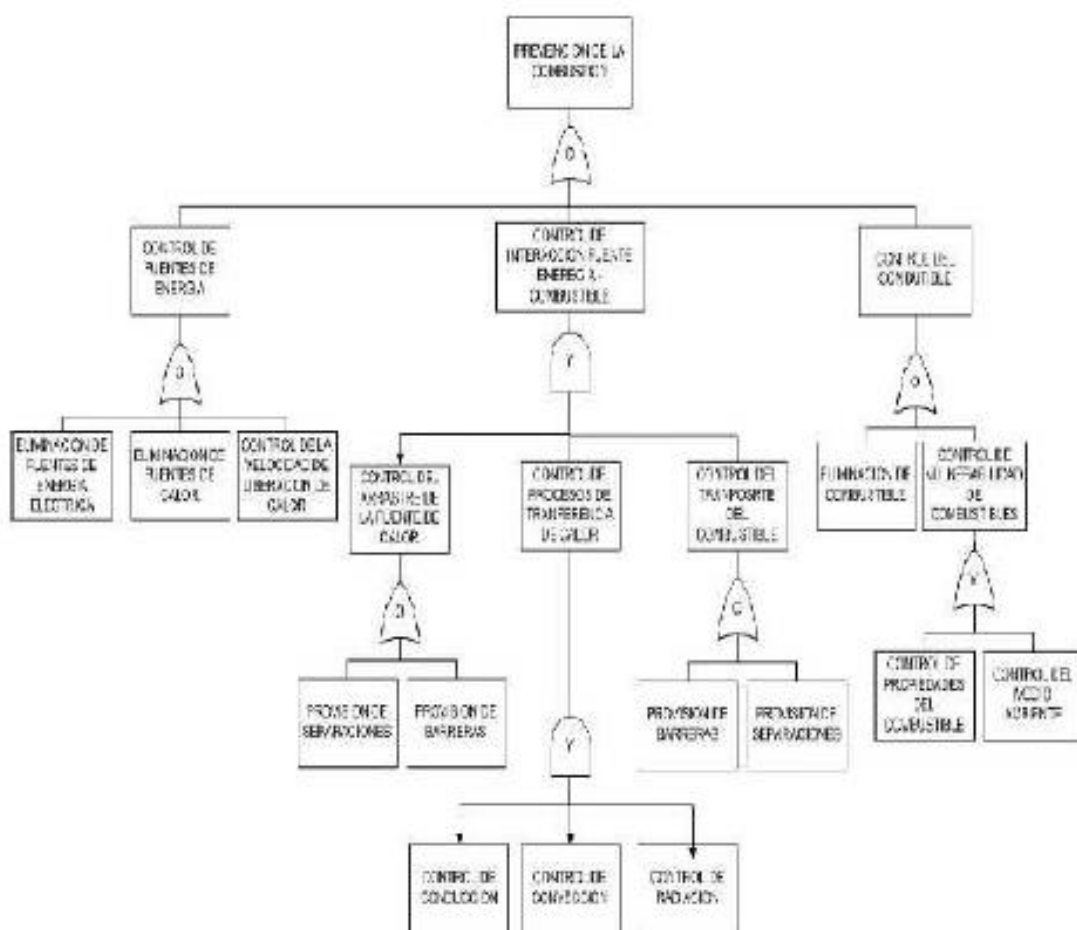 PREVENCION DE LA
COMBUSTION
O
CONTROL DE
FUENTES DE
ENERGIA
CONTROL DE
INTERACCION FUENTE
ENERGIA -
COMBUSTIBLE
CONTROL DEL
COMBUTIBLE
O
Y
O
ELIMINACION DE
FUENTES DE
ENERGIA
ELECTRICA
ELIMINACION DE
FUENTES DE
CALOR
CONTROL DE LA
VELOCIDAD DE
LIBERACION DE
CALOR
CONTROL DEL
ARRASTRE DE
LA FUENTE DE
CALOR
CONTROL DE
PROCESOS DE
TRANFERENCIA
DE CALOR
CONTROL DEL
TRANPOSRTE
DEL
COMBUSTIBLE
ELIMINACION DE
COMBUSTIBLE
CONTROL DE
DE
COMBUSTIBLES
O
O
Y
PROVISION DE
SEPARACIONES
PROVISION DE
BARRERAS
PROVISION DE
BARRERAS
PROVISION DE
SEPARACIONES
CONTROL DE
PROPIEDADES
DEL
COMBUSTIBLE
CONTROL DEL
MEDIO
AMBIENTE
Y
CONTROL DE
CONDUCCION
CONTROL DE
CONVECCION
CONTROL DE
RADIACION